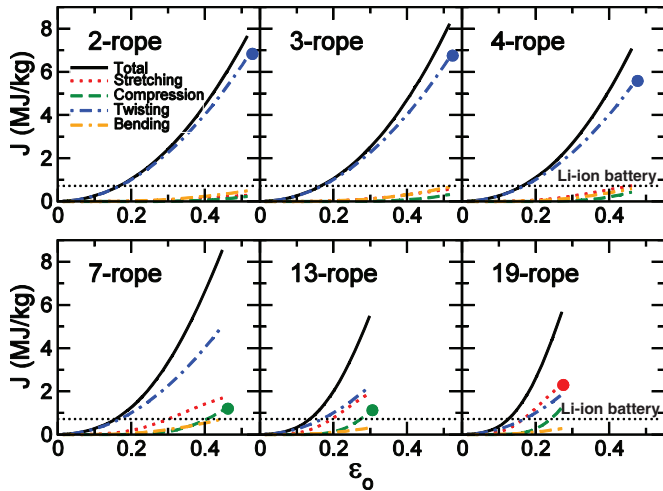 2-rope
3-rope
4-rope
Total
Stretching
Compression
Twisting
Bending
J (MJ/kg)
8
6
4
2
0
Li-ion battery
0 0.2 0.4 0 0.2 0.4 0 0.2 0.4
7-rope
13-rope
19-rope
J (MJ/kg)
8
6
4
2
0
Li-ion battery
0 0.2 0.4 0 0.2 0.4 0 0.2 0.4
εo